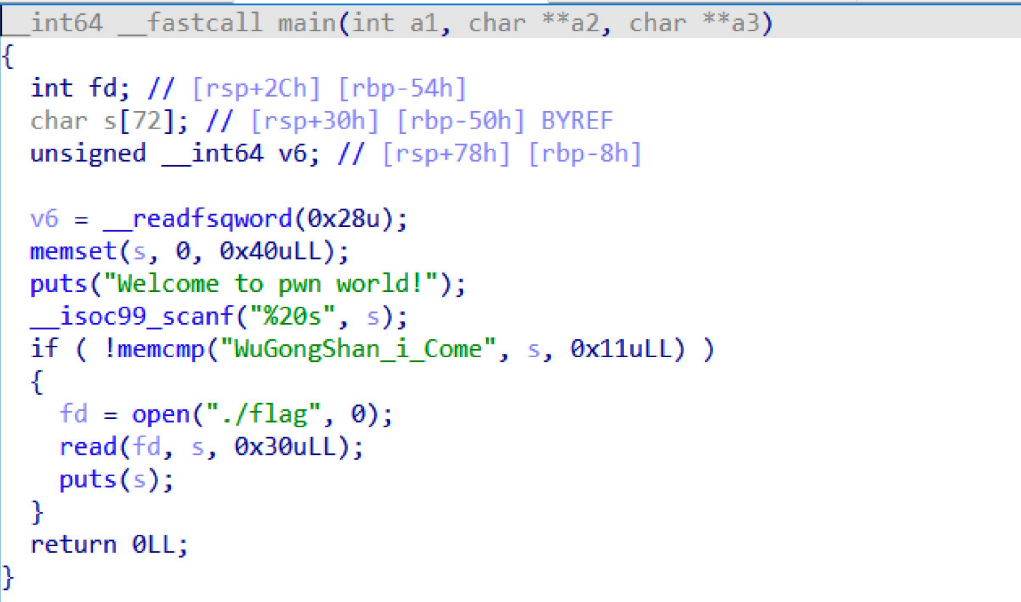 __int64 __fastcall main(int a1, char **a2, char **a3)
{
  int fd; // [rsp+2Ch] [rbp-54h]
  char s[72]; // [rsp+30h] [rbp-50h] BYREF
  unsigned __int64 v6; // [rsp+78h] [rbp-8h]

  v6 = __readfsqword(0x28u);
  memset(s, 0, 0x40uLL);
  puts("Welcome to pwn world!");
  __isoc99_scanf("%20s", s);
  if ( !memcmp("WuGongShan_i_Come", s, 0x11uLL) )
  {
    fd = open("./flag", 0);
    read(fd, s, 0x30uLL);
    puts(s);
  }
  return 0LL;
}